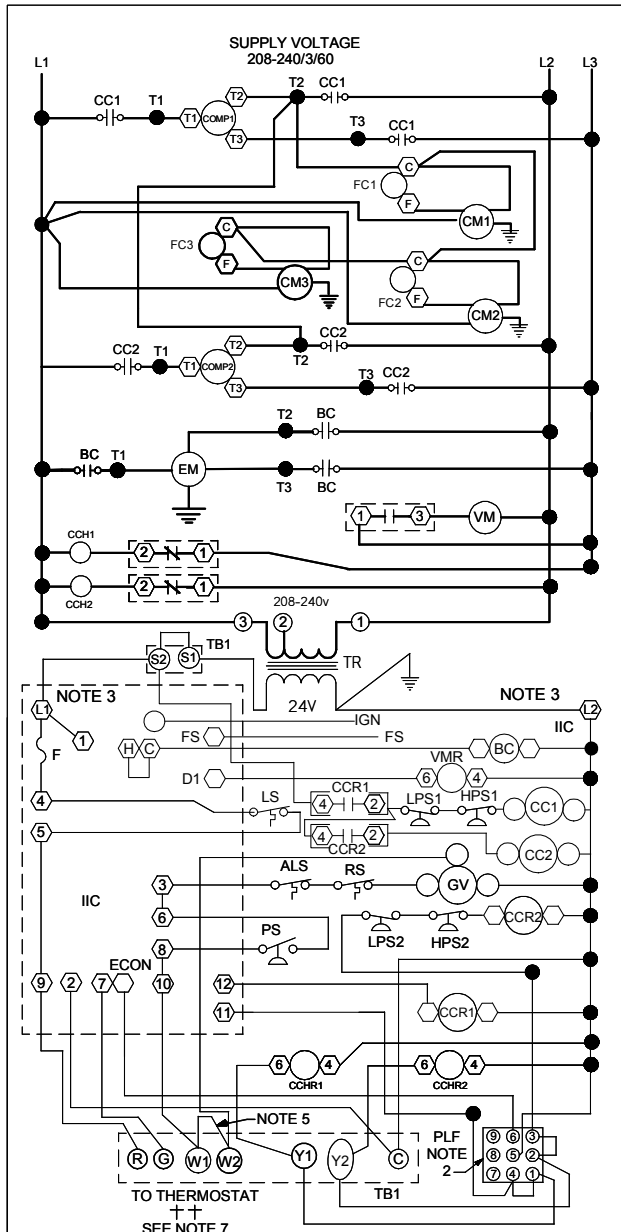 SUPPLY VOLTAGE
208-240/3/60
L1 L2 L3
CC1 T1 T1 COMP1 T2 T2 CC1
T3 T3 CC1
C
FC1
F
CM1
C
FC3
F
CM3
C
FC2
F
CM2
CC2 T1 T1 COMP2 T2 T2 CC2
T3 T3 CC2
T2 BC
BC T1 EM
T3 BC
1 3 VM
CCH1 2 1
CCH2 2 1
208-240v
3 2 1
TB1
S2 S1
TR
24V
NOTE 3 NOTE 3
L1 IGN L2
1 IIC
FS FS
F H C BC
VMR
D1 6 4
CCR1
4 LS 4 2 LPS1 HPS1 CC1
5 4 2
CCR2 CC2
ALS RS
IIC 3 GV
6
PS CCR2
8 LPS2 HPS2
ECON
9 2 7 10 12
11 CCR1
6 4 6 4
CCHR1 CCHR2
NOTE 5
R G W1 W2 Y1 Y2 C
TB1
PLF
NOTE
2
9 6 3
8 5 2
7 4 1
TO THERMOSTAT
++
SEE NOTE 7